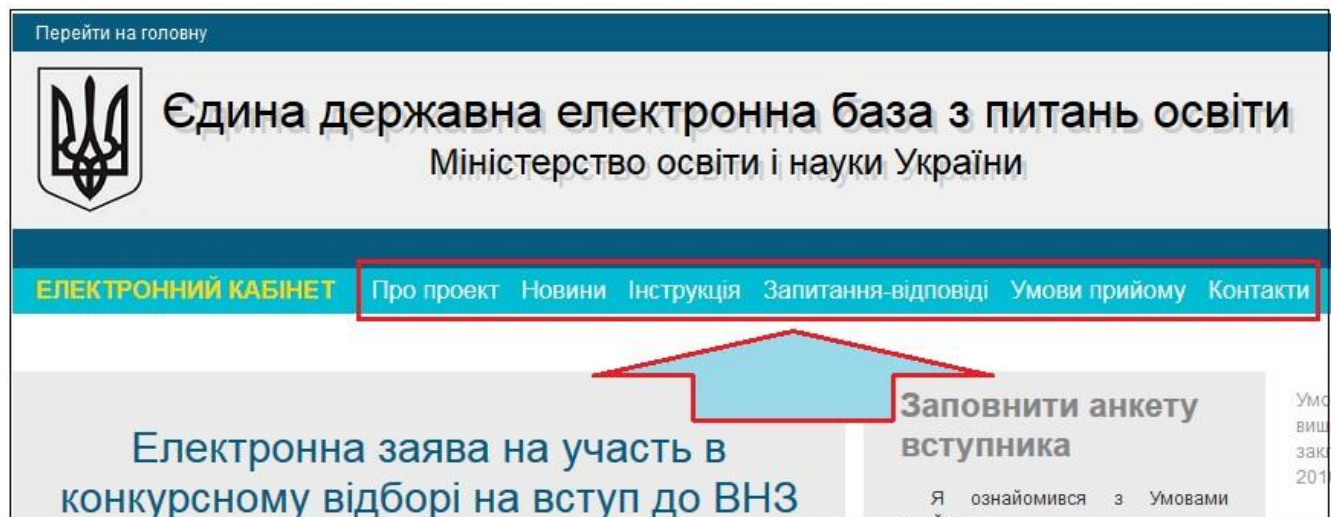 Перейти на головну
Єдина державна електронна база з питань освіти
Міністерство освіти і науки України
ЕЛЕКТРОННИЙ КАБІНЕТ Про проект Новини Інструкція Запитання-відповіді Умови прийому Контакти
Електронна заява на участь в
конкурсному відборі на вступ до ВНЗ
Заповнити анкету
вступника
Я ознайомився з Умовами